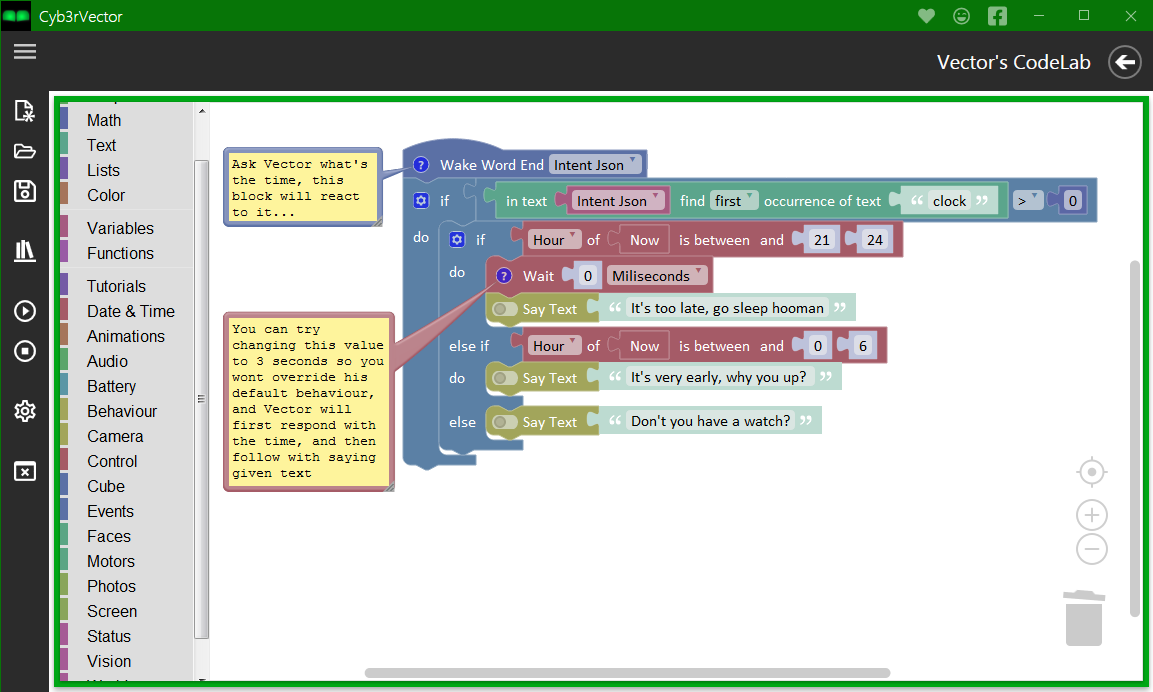 Cyb3rVector
Vector's CodeLab
Math
Text
Lists
Color
Variables
Functions
Tutorials
Date & Time
Animations
Audio
Battery
Behaviour
Camera
Control
Cube
Events
Faces
Motors
Photos
Screen
Status
Vision
Ask Vector what's
the time, this
block will react
to it...
You can try
changing this value
to 3 seconds so you
wont override his
default behaviour,
and Vector will
first respond with
the time, and then
follow with saying
given text
? Wake Word End Intent Json
if in text Intent Json find first occurrence of text “ clock ” > 0
do if Hour of Now is between and 21 24
do ? Wait 0 Miliseconds
Say Text “ It's too late, go sleep hooman ”
else if Hour of Now is between and 0 6
do Say Text “ It's very early, why you up? ”
else Say Text “ Don't you have a watch? ”